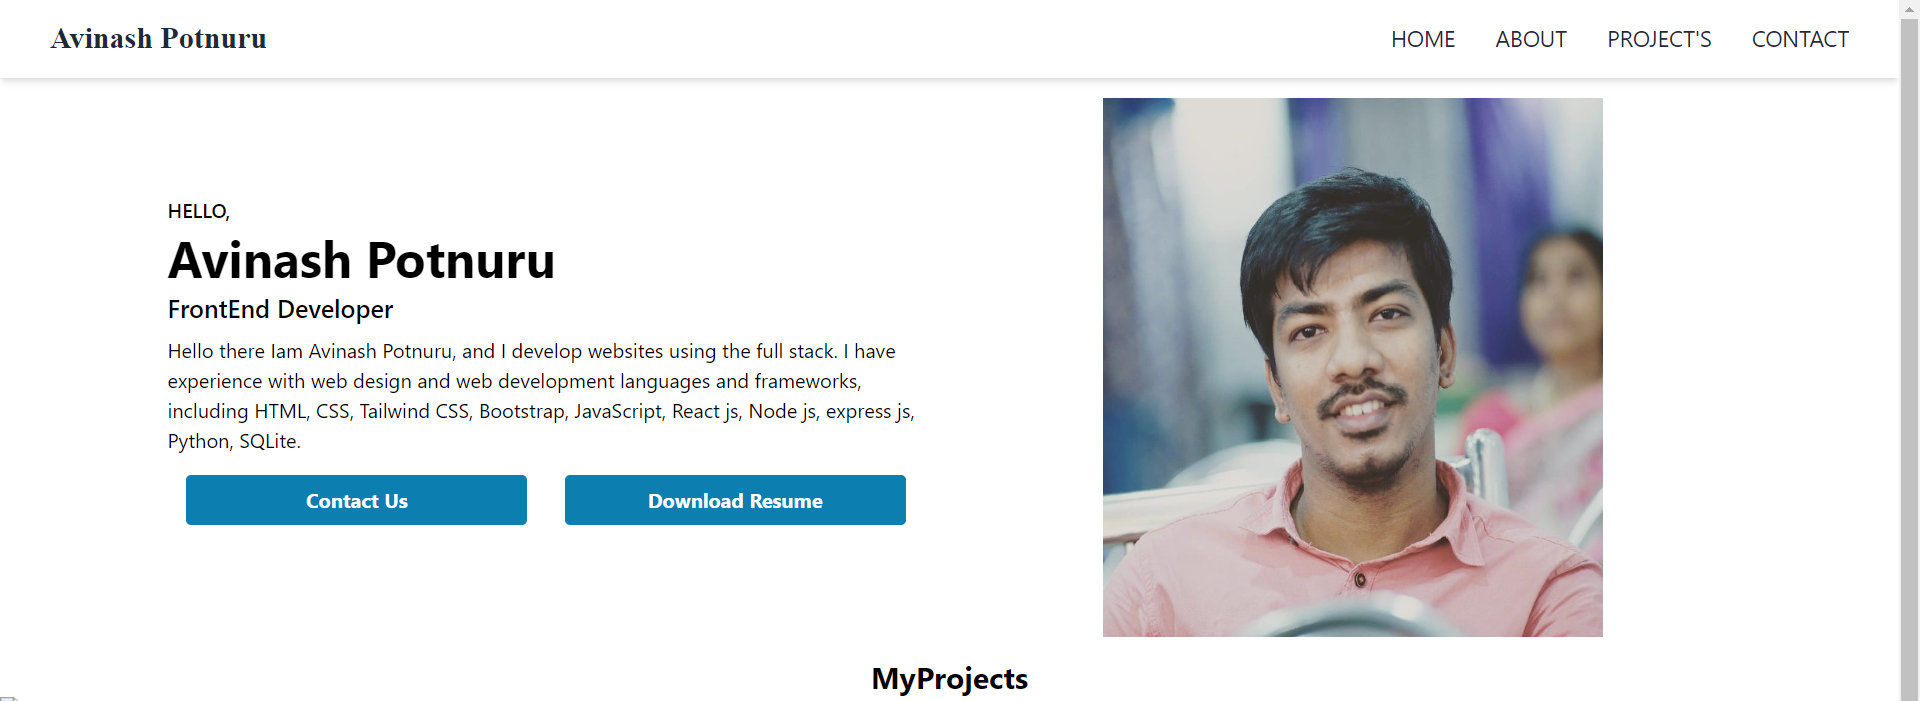 Avinash Potnuru
HOME ABOUT PROJECT'S CONTACT
HELLO,
Avinash Potnuru
FrontEnd Developer
Hello there Iam Avinash Potnuru, and I develop websites using the full stack. I have
experience with web design and web development languages and frameworks,
including HTML, CSS, Tailwind CSS, Bootstrap, JavaScript, React js, Node js, express js,
Python, SQLite.
Contact Us
Download Resume
MyProjects